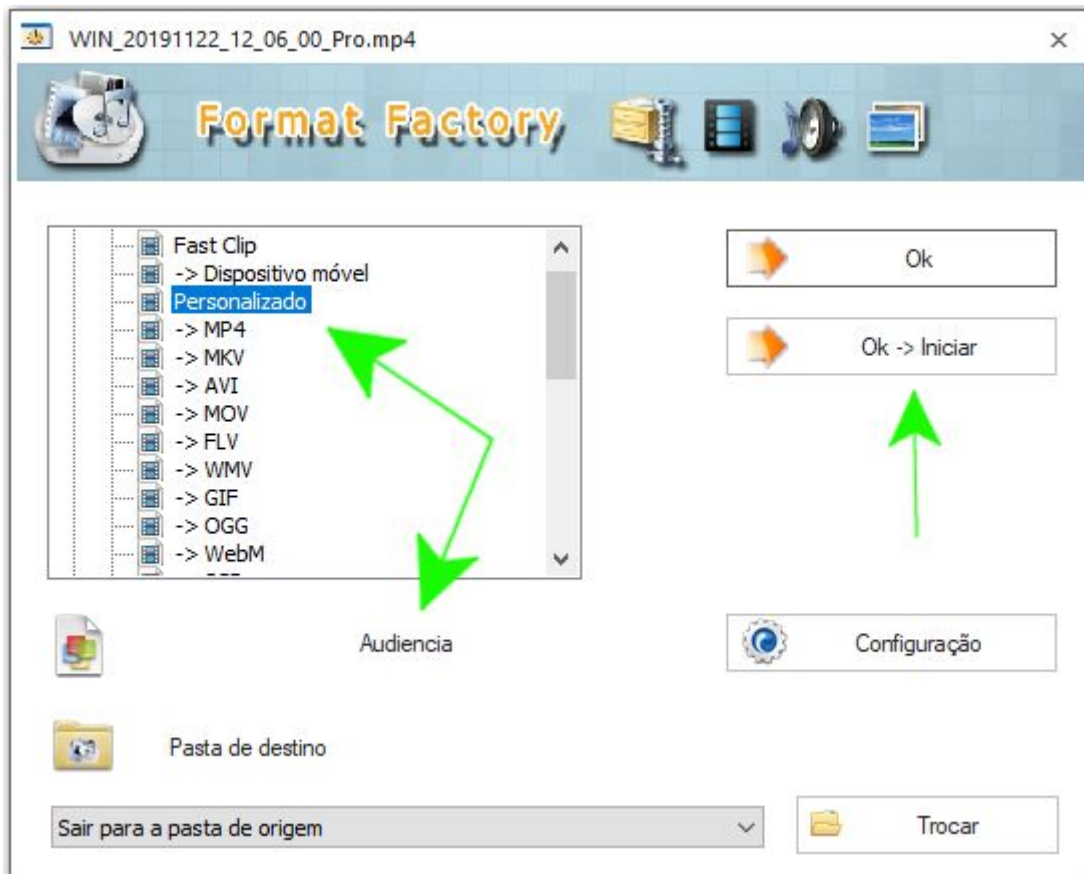 WIN_20191122_12_06_00_Pro.mp4
Format Factory
Fast Clip
-> Dispositivo móvel
Personalizado
-> MP4
-> MKV
-> AVI
-> MOV
-> FLV
-> WMV
-> GIF
-> OGG
-> WebM
Ok
Ok -> Iniciar
Audiencia
Configuração
Pasta de destino
Sair para a pasta de origem
Trocar